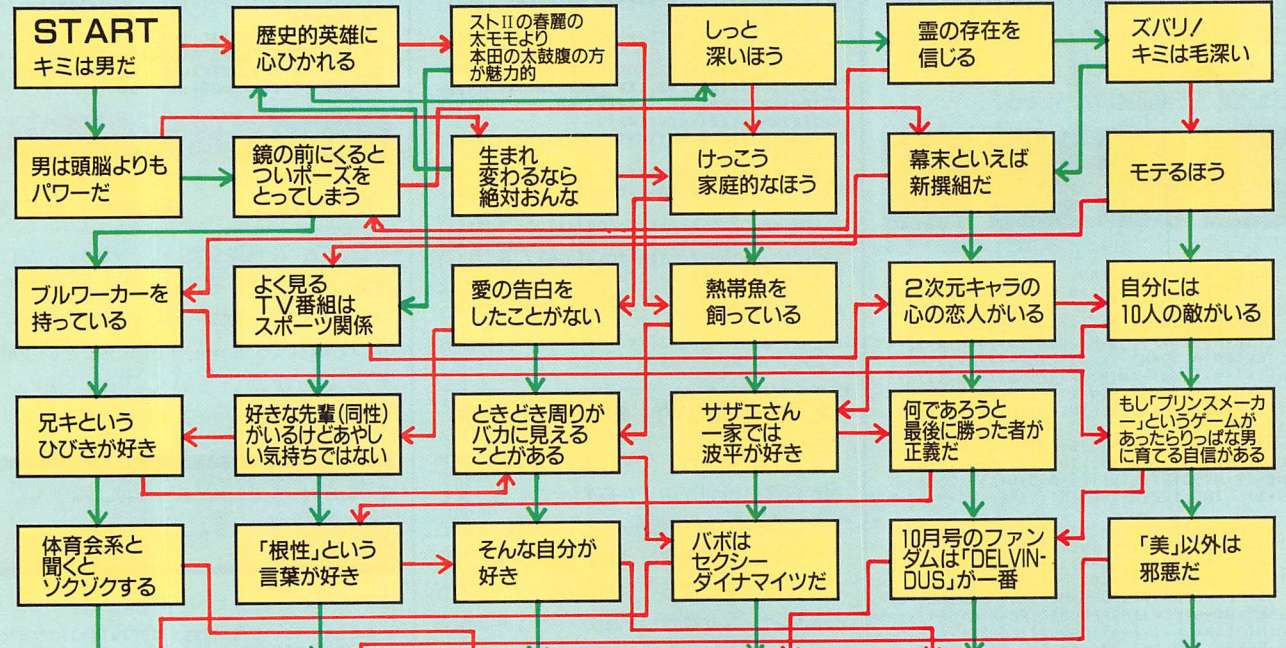 START
キミは男だ
歴史的英雄に
心ひかれる
ストIIの春麗の
太モモより
本田の太鼓腹の方
が魅力的
しっと
深いほう
霊の存在を
信じる
ズバリ!
キミは毛深い
男は頭脳よりも
パワーだ
鏡の前にくると
ついポーズを
とってしまう
生まれ
変わるなら
絶対おんな
けっこう
家庭的なほう
幕末といえば
新撰組だ
モテるほう
ブルワーカーを
持っている
よく見る
TV番組は
スポーツ関係
愛の告白を
したことがない
熱帯魚を
飼っている
2次元キャラの
心の恋人がいる
自分には
10人の敵がいる
兄キという
ひびきが好き
好きな先輩(同性)
がいるけどあやし
い気持ちではない
ときどき周りが
バカに見える
ことがある
サザエさん
一家では
波平が好き
何であろうと
最後に勝った者が
正義だ
もし「プリンスメーカ
ー」というゲームが
あったらりっぱな男
に育てる自信がある
体育会系と
聞くと
ゾクゾクする
「根性」という
言葉が好き
そんな自分が
好き
バボは
セクシー
ダイナマイツだ
10月号のファン
ダムは「DELVIN-
DUS」が一番
「美」以外は
邪悪だ